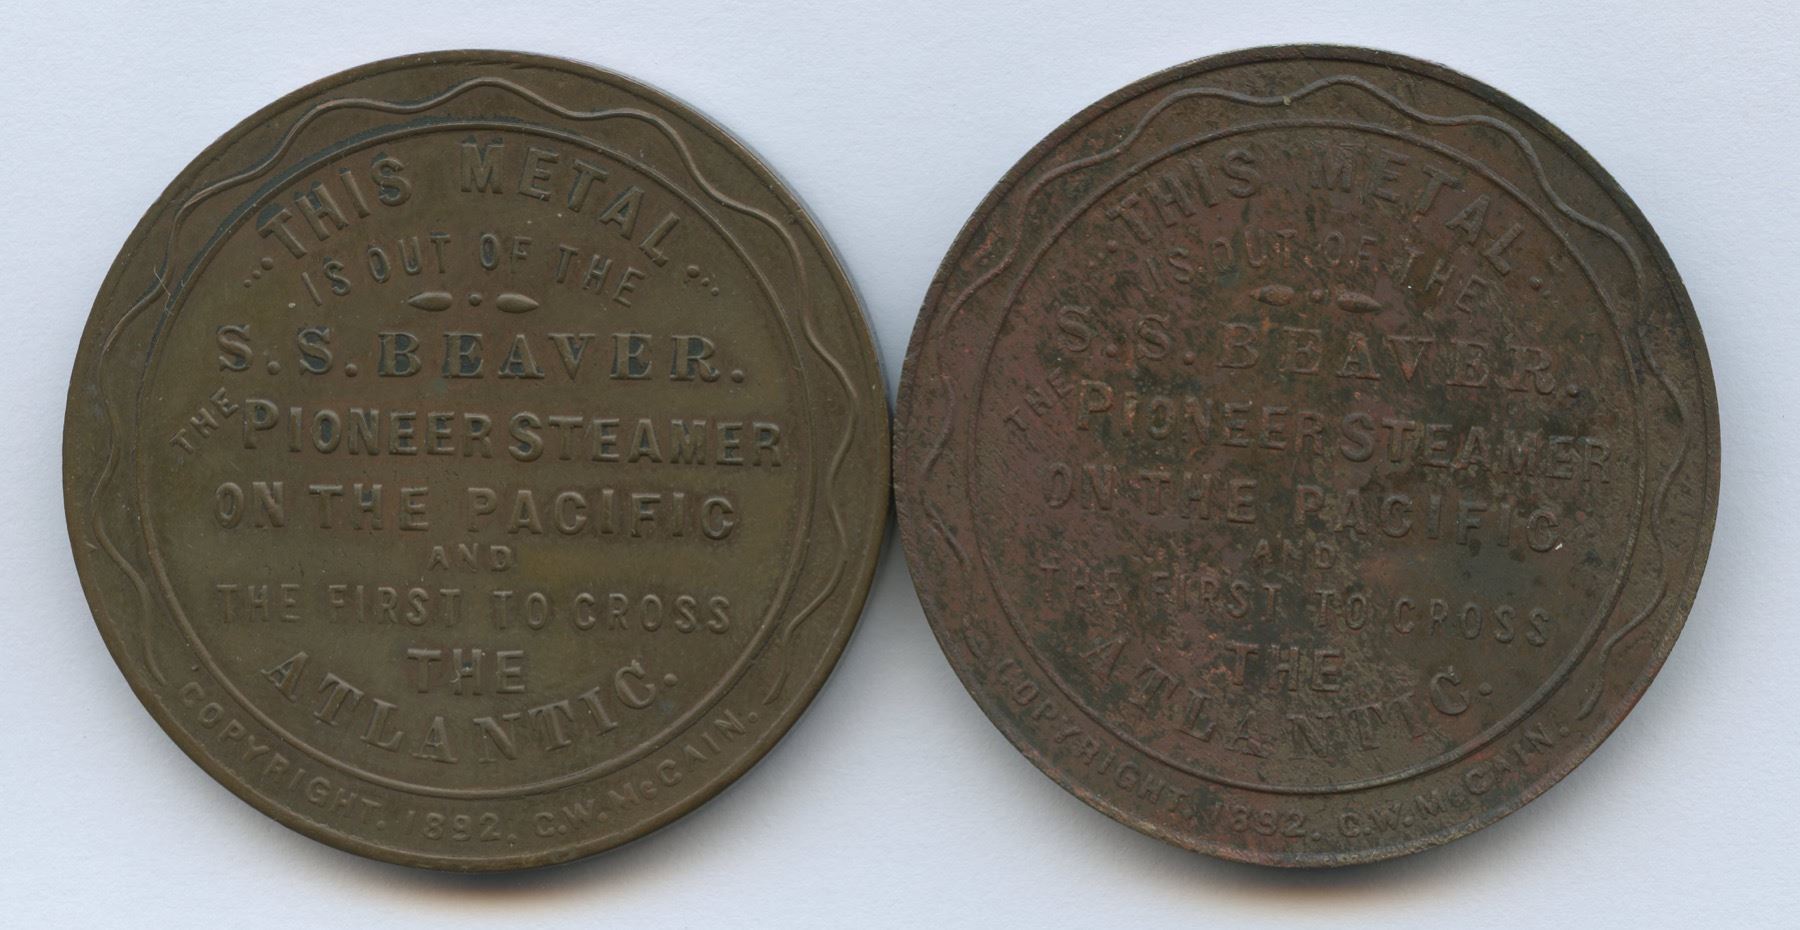 THIS METAL
IS OUT OF THE
S.S. BEAVER.
THE PIONEER STEAMER
ON THE PACIFIC
AND
THE FIRST TO CROSS
THE
ATLANTIC.
COPYRIGHT. 1892. C.W. McCAIN.
THIS METAL
IS OUT OF THE
S.S. BEAVER.
THE PIONEER STEAMER
ON THE PACIFIC
AND
THE FIRST TO CROSS
THE
ATLANTIC.
COPYRIGHT. 1892. C.W. McCAIN.